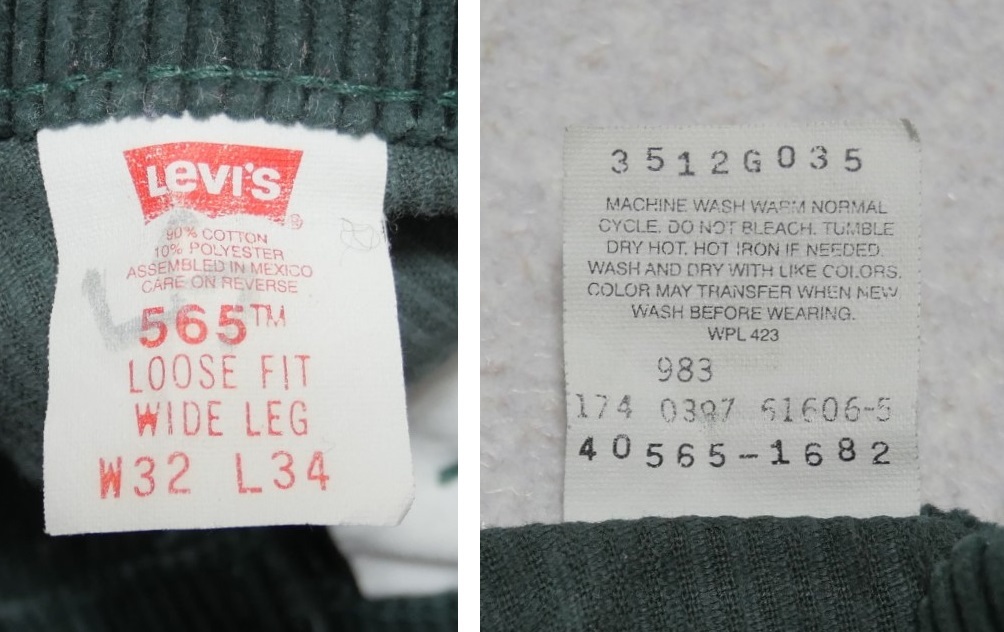 Levi's
®
90% COTTON
10% POLYESTER
ASSEMBLED IN MEXICO
CARE ON REVERSE
565™
LOOSE FIT
WIDE LEG
W32 L34
3512G035
MACHINE WASH WARM NORMAL
CYCLE. DO NOT BLEACH. TUMBLE
DRY HOT. HOT IRON IF NEEDED.
WASH AND DRY WITH LIKE COLORS.
COLOR MAY TRANSFER WHEN NEW
WASH BEFORE WEARING.
WPL 423
983
174 0397 61606-5
40565-1682